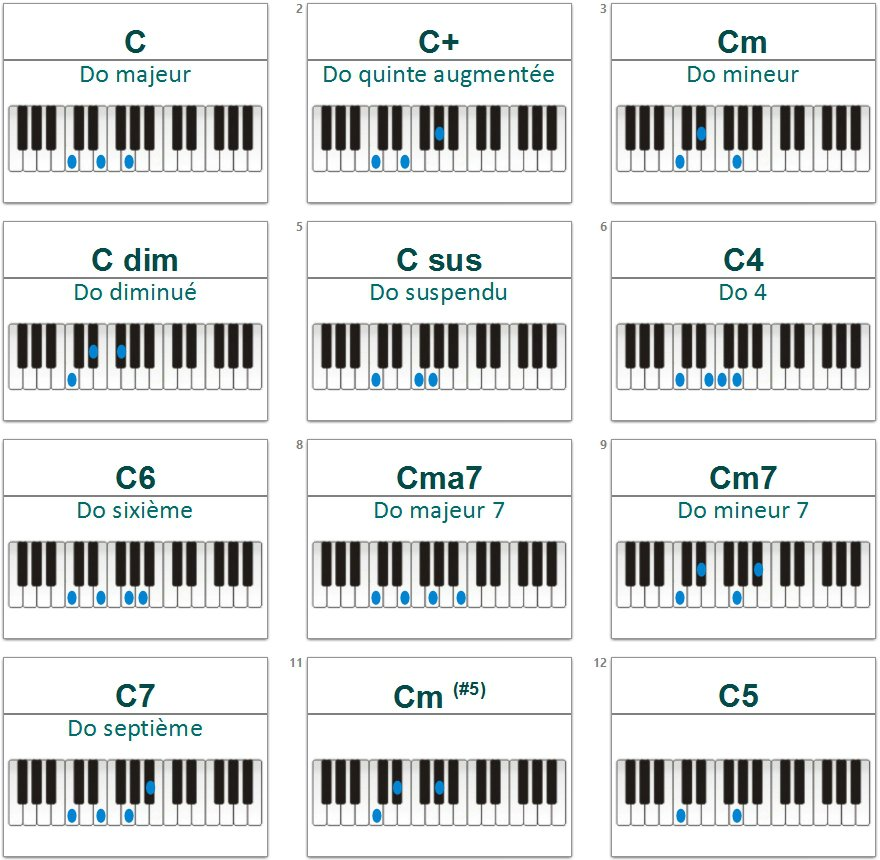 C
Do majeur
2
C+
Do quinte augmentée
3
Cm
Do mineur
C dim
Do diminué
5
C sus
Do suspendu
6
C4
Do 4
C6
Do sixième
8
Cma7
Do majeur 7
9
Cm7
Do mineur 7
C7
Do septième
11
Cm (#5)
12
C5